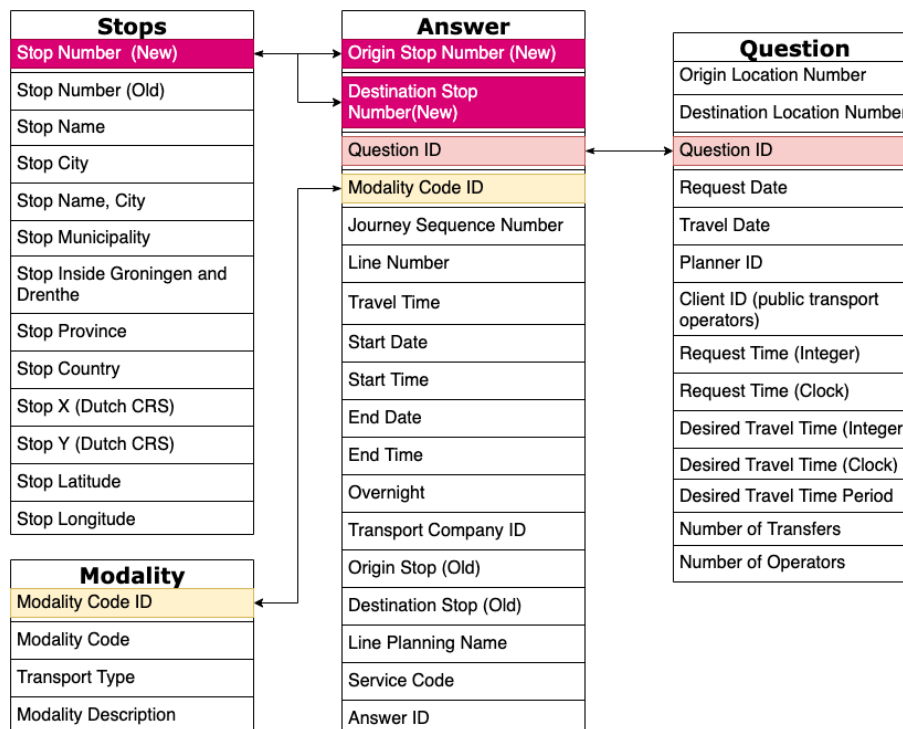 Stops
Stop Number (New)
Stop Number (Old)
Stop Name
Stop City
Stop Name, City
Stop Municipality
Stop Inside Groningen and
Drenthe
Stop Province
Stop Country
Stop X (Dutch CRS)
Stop Y (Dutch CRS)
Stop Latitude
Stop Longitude
Modality
Modality Code ID
Modality Code
Transport Type
Modality Description
Answer
Origin Stop Number (New)
Destination Stop
Number(New)
Question ID
Modality Code ID
Journey Sequence Number
Line Number
Travel Time
Start Date
Start Time
End Date
End Time
Overnight
Transport Company ID
Origin Stop (Old)
Destination Stop (Old)
Line Planning Name
Service Code
Answer ID
Question
Origin Location Number
Destination Location Number
Question ID
Request Date
Travel Date
Planner ID
Client ID (public transport
operators)
Request Time (Integer)
Request Time (Clock)
Desired Travel Time (Integer
Desired Travel Time (Clock)
Desired Travel Time Period
Number of Transfers
Number of Operators